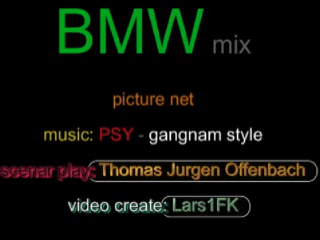 BMW mix
picture net
music: PSY - gangnam style
scenar play: Thomas Jurgen Offenbach
video create: Lars1FK